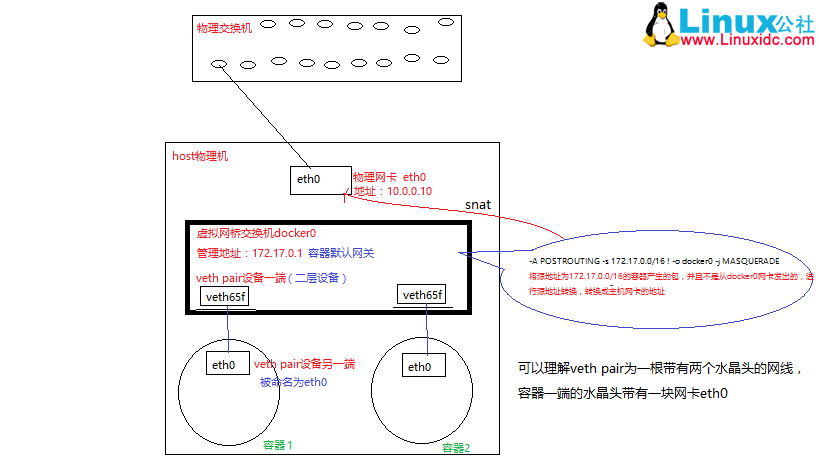 Linux公社
www.Linuxidc.com
物理交换机
host物理机
eth0
物理网卡 eth0
地址：10.0.0.10
snat
虚拟网桥交换机docker0
管理地址：172.17.0.1 容器默认网关
veth pair设备一端（二层设备）
veth65f
veth65f
-A POSTROUTING -s 172.17.0.0/16 ! -o docker0 -j MASQUERADE
将源地址为172.17.0.0/16的容器产生的包，并且不是从docker0网卡发出的，进
行源地址转换，转换成主机网卡的地址
eth0
veth pair设备另一端
被命名为eth0
eth0
容器1
容器2
可以理解veth pair为一根带有两个水晶头的网线，
容器一端的水晶头带有一块网卡eth0